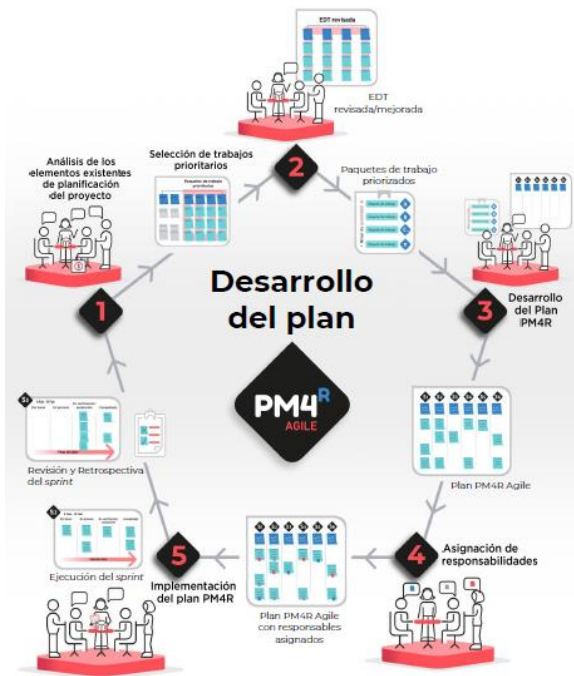 EDT revisada
EDT
revisada/mejorada
Análisis de los
elementos existentes
de planificación
del proyecto
Selección de trabajos
prioritarios
2
Paquetes de trabajo
priorizados
1
Desarrollo
del plan
3
Desarrollo
del Plan
PM4R
PM4R
AGILE
Revisión y Retrospectiva
del sprint
Plan PM4R Agile
Ejecución del sprint
5
Implementación
del plan PM4R
Plan PM4R Agile
con responsables
asignados
4
Asignación de
responsabilidades